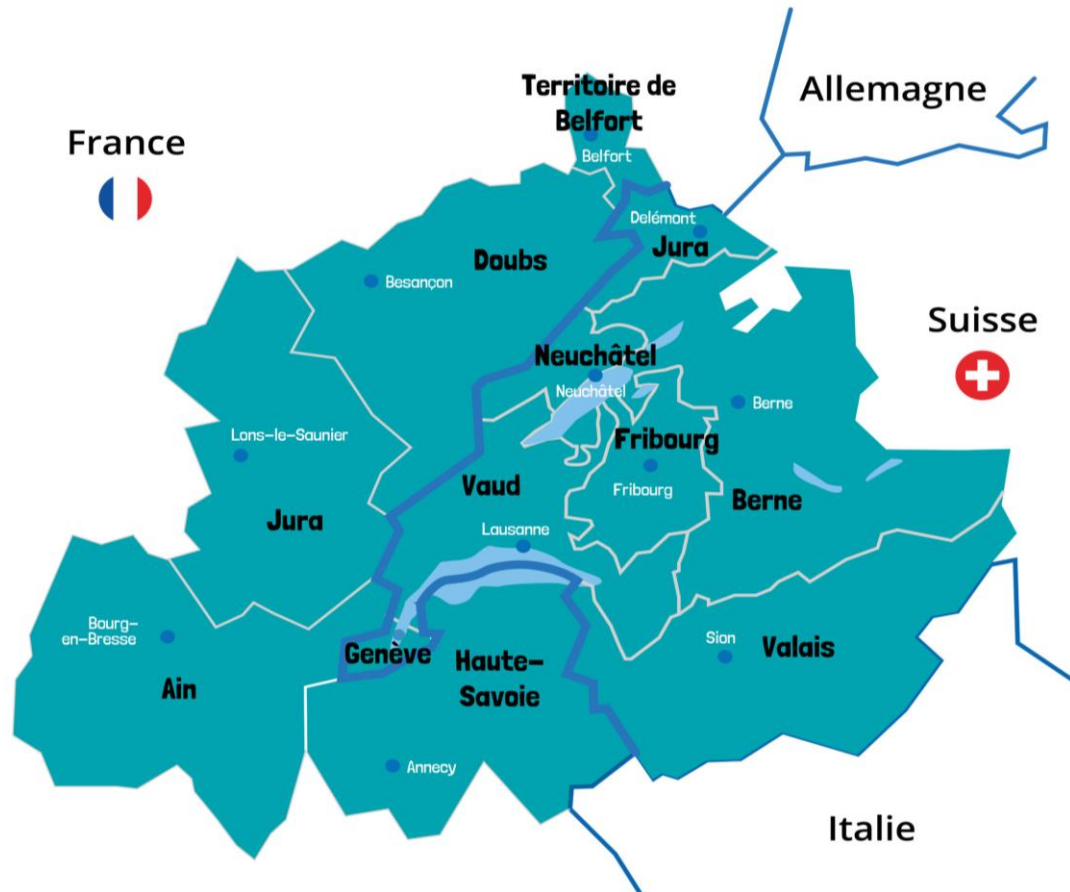 Territoire de
Belfort
Allemagne
France
Belfort
Delémont
Jura
Doubs
Besançon
Suisse
Neuchâtel
Neuchâtel
Berne
Lons-le-Saunier
Fribourg
Vaud
Fribourg
Berne
Jura
Lausanne
Bourg-
en-Bresse
Genève
Haute-
Savoie
Sion
Valais
Ain
Annecy
Italie